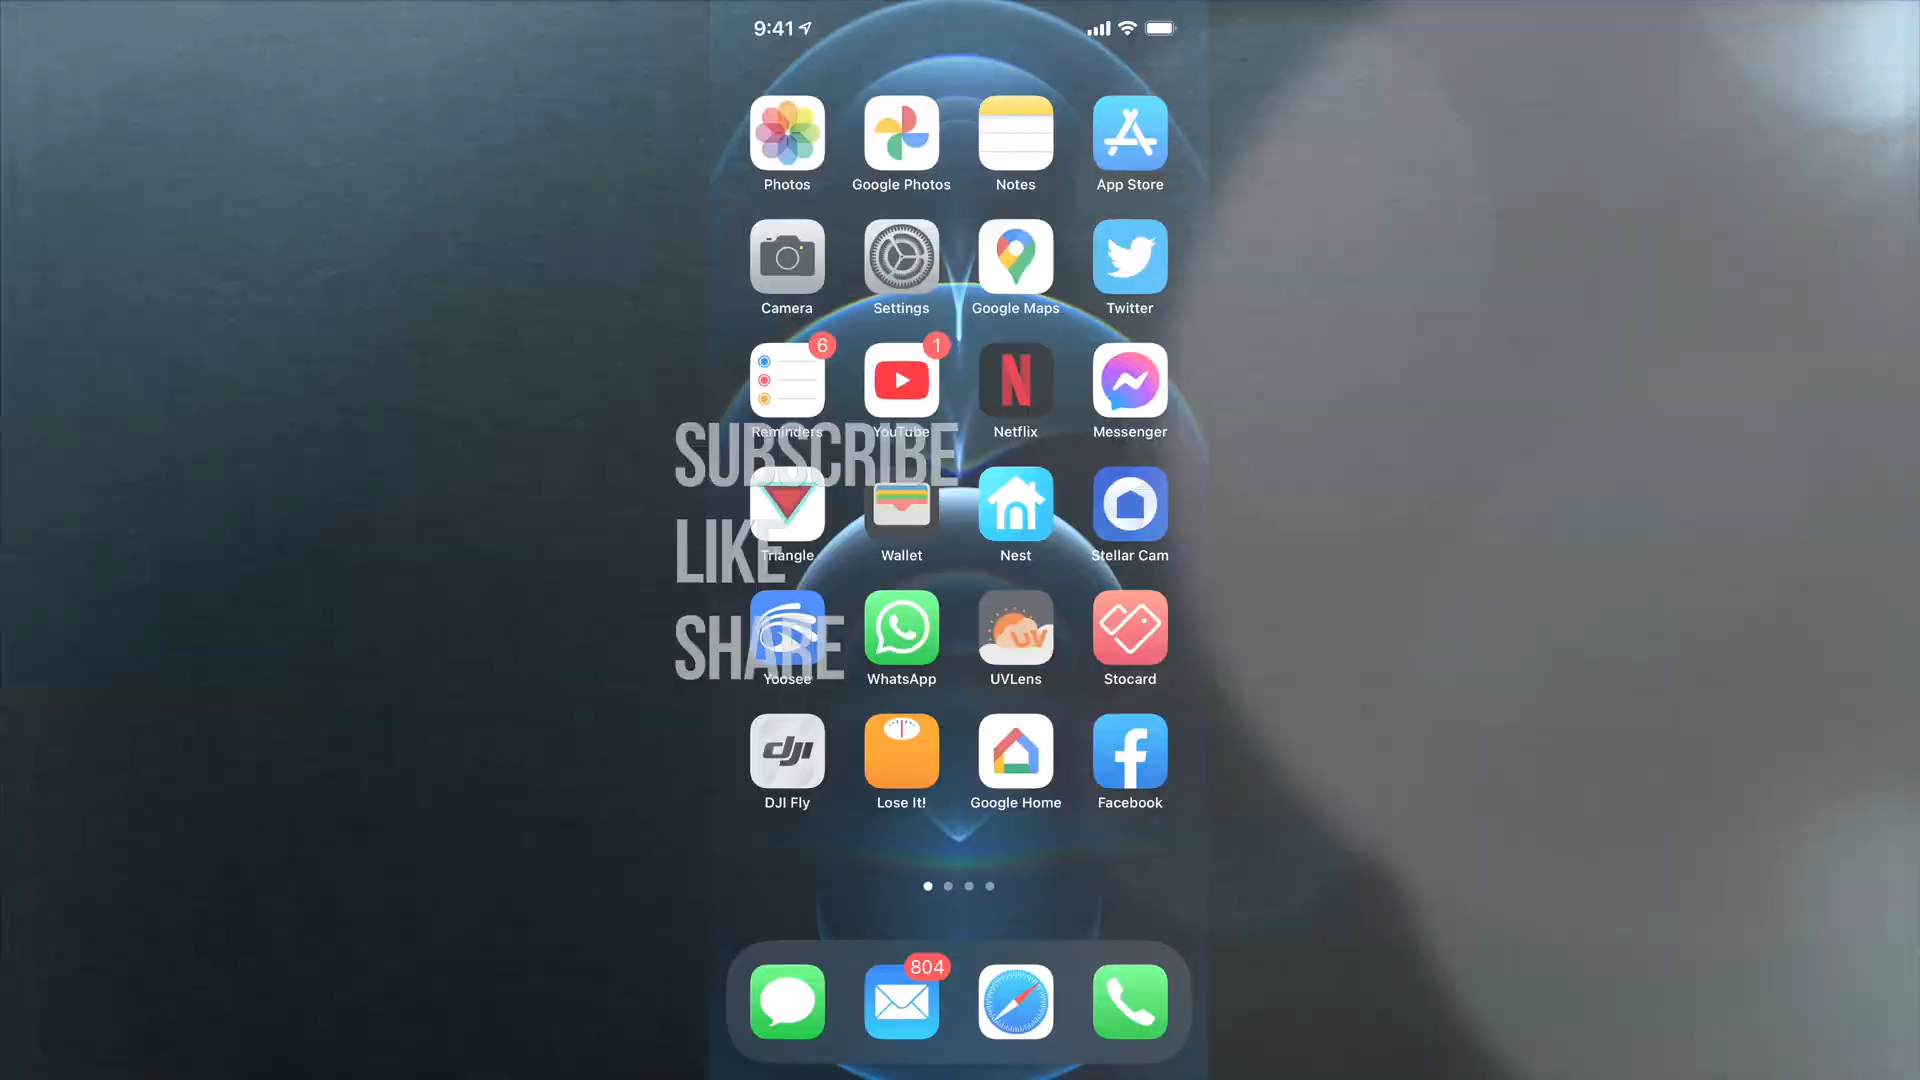 9:41
Photos Google Photos Notes App Store
Camera Settings Google Maps Twitter
6 1
N
Reminders YouTube Netflix Messenger
SUBSCRIBE
Triangle Wallet Nest Stellar Cam
LIKE
UV
Yoosee WhatsApp UVLens Stocard
SHARE
dji
DJI Fly Lose It! Google Home Facebook
804